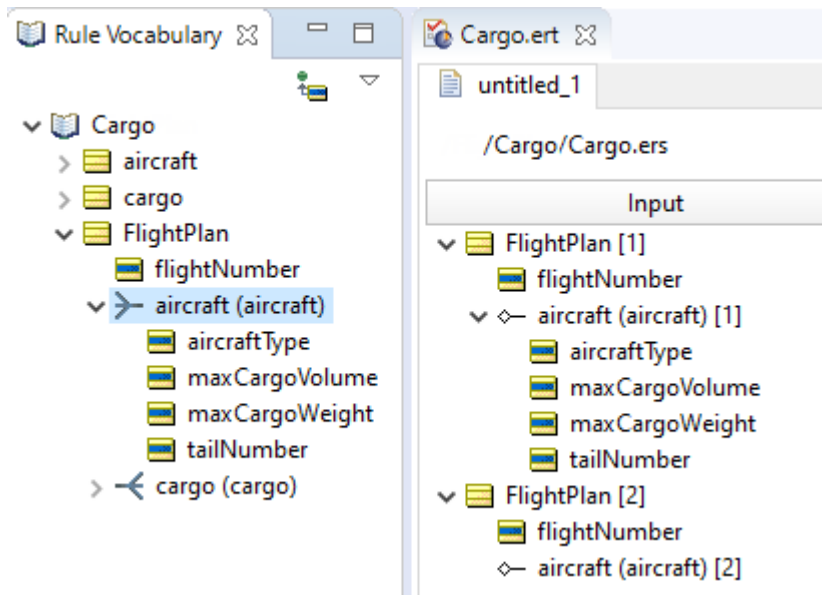 Rule Vocabulary
Cargo
aircraft
cargo
FlightPlan
flightNumber
aircraft (aircraft)
aircraftType
maxCargoVolume
maxCargoWeight
tailNumber
cargo (cargo)
Cargo.ert
untitled_1
/Cargo/Cargo.ers
Input
FlightPlan [1]
flightNumber
aircraft (aircraft) [1]
aircraftType
maxCargoVolume
maxCargoWeight
tailNumber
FlightPlan [2]
flightNumber
aircraft (aircraft) [2]